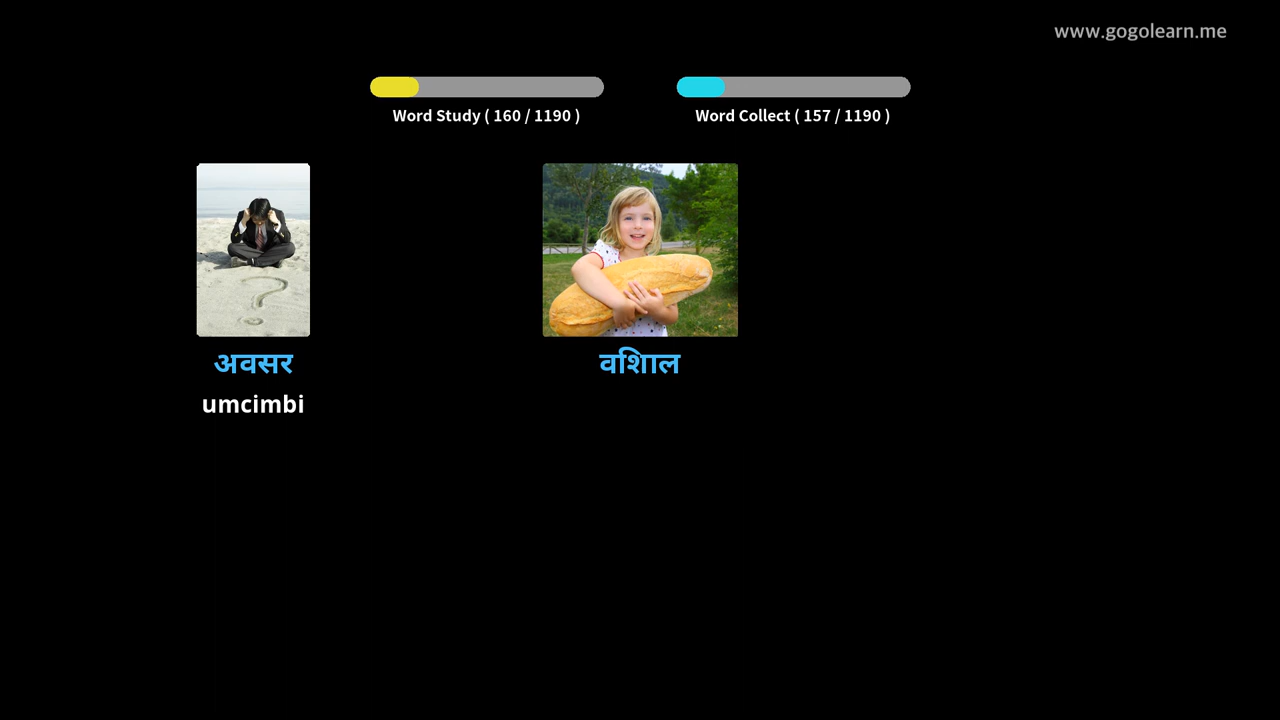 www.gogolearn.me
Word Study ( 160 / 1190 )
Word Collect ( 157 / 1190 )
अवसर
umcimbi
वशिाल